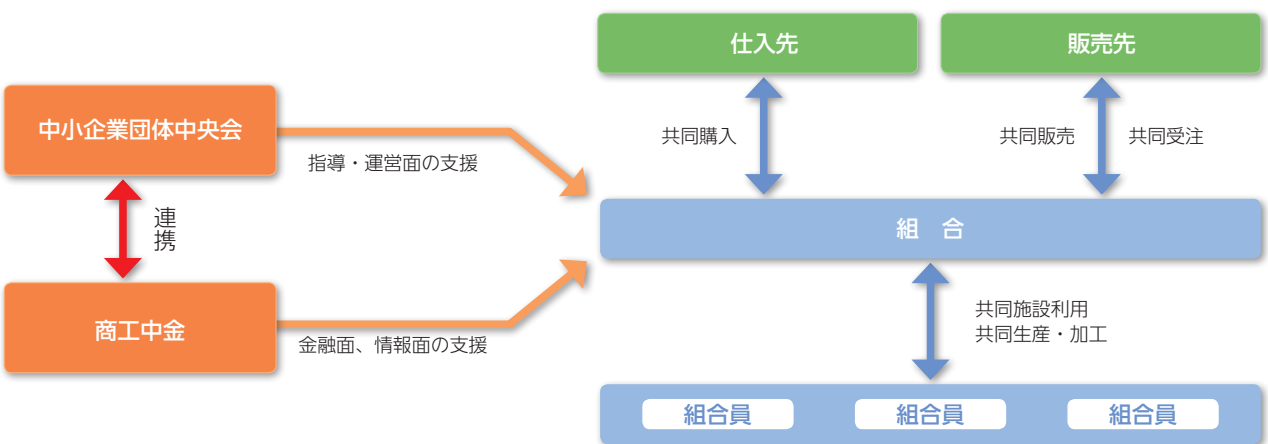 仕入先
販売先
中小企業団体中央会
共同購入
共同販売
共同受注
指導・運営面の支援
連携
組 合
商工中金
金融面、情報面の支援
共同施設利用
共同生産・加工
組合員
組合員
組合員